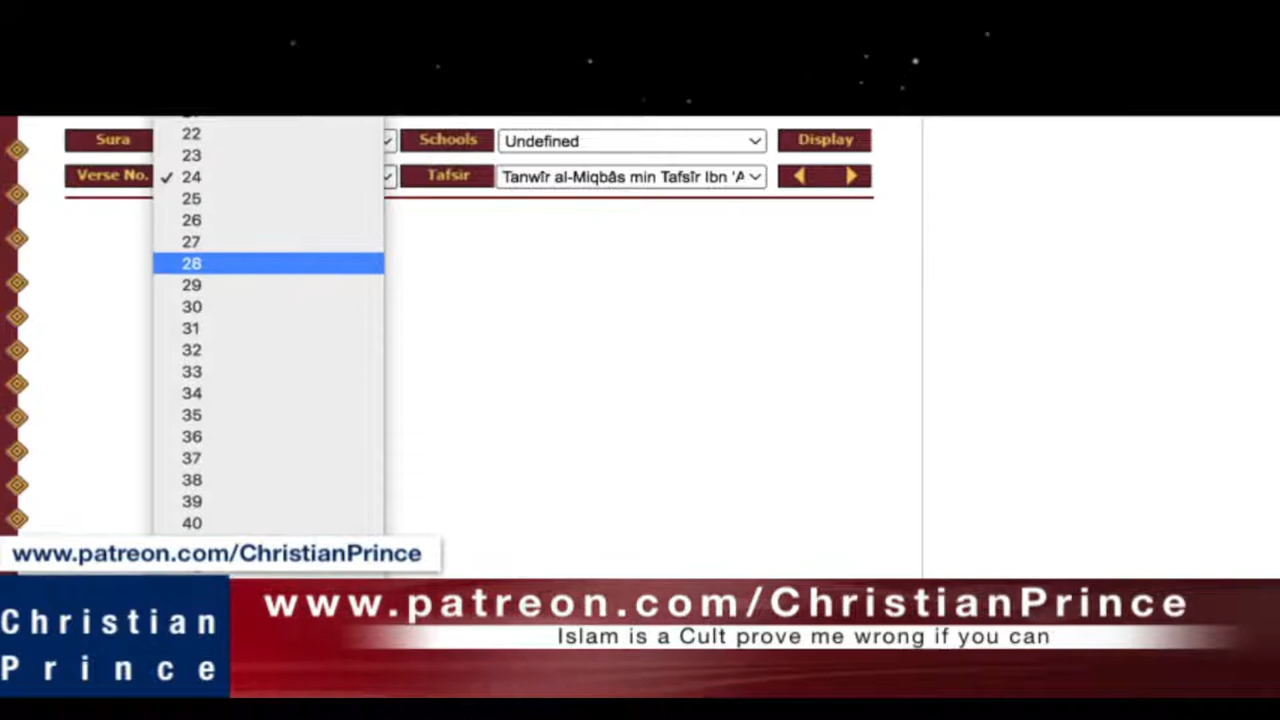 Sura
22
Schools
Undefined
Display
23
Verse No.
✓ 24
Tafsir
Tanwîr al-Miqbâs min Tafsîr Ibn 'A
25
26
27
28
29
30
31
32
33
34
35
36
37
38
39
40
www.patreon.com/ChristianPrince
Christian
Prince
www.patreon.com/ChristianPrince
Islam is a Cult prove me wrong if you can